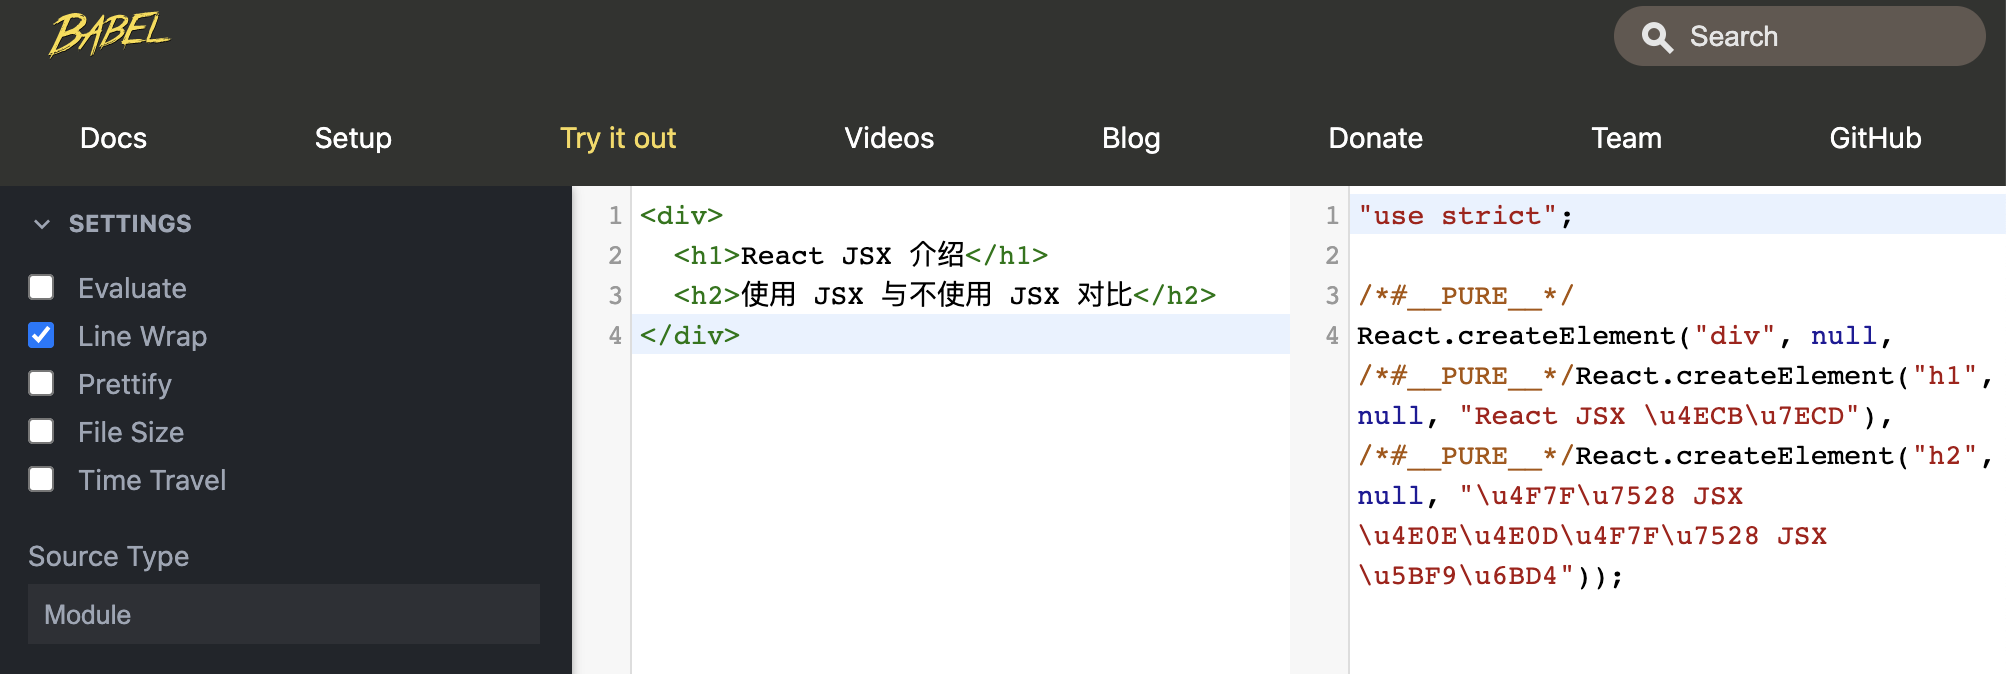 BABEL
Search
Docs Setup Try it out Videos Blog Donate Team GitHub
SETTINGS
Evaluate
Line Wrap
Prettify
File Size
Time Travel
Source Type
Module
1 <div>
2 <h1>React JSX 介绍</h1>
3 <h2>使用 JSX 与不使用 JSX 对比</h2>
4 </div>
1 "use strict";
2
3 /*#__PURE__*/
4 React.createElement("div", null,
/*#__PURE__*/React.createElement("h1",
null, "React JSX \u4ECB\u7ECD"),
/*#__PURE__*/React.createElement("h2",
null, "\u4F7F\u7528 JSX
\u4E0E\u4E0D\u4F7F\u7528 JSX
\u5BF9\u6BD4"));